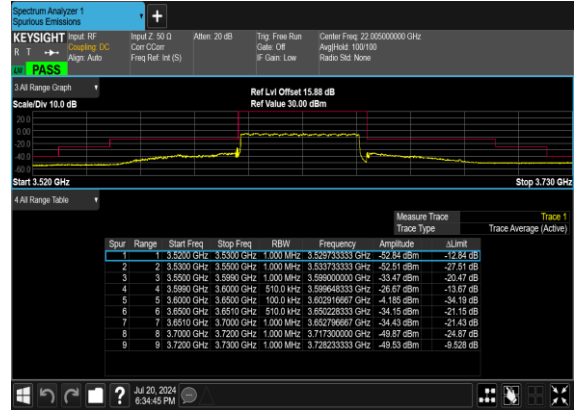 Spectrum Analyzer 1
Spurious Emissions
KEYSIGHT Input: RF Input Z: 50 Ω Atten: 20 dB Trig: Free Run Center Freq: 22.005000000 GHz
R T Coupling: DC Corr CCorr Gate: Off Avg|Hold: 100/100
Align: Auto Freq Ref: Int (S) IF Gain: Low Radio Std: None
PASS
3 All Range Graph
Ref Lvl Offset 15.88 dB
Scale/Div 10.0 dB Ref Value 30.00 dBm
20.0
0.00
-20.0
-40.0
-60.0
Start 3.520 GHz Stop 3.730 GHz
4 All Range Table
Measure Trace Trace 1
Trace Type Trace Average (Active)
Spur Range Start Freq Stop Freq RBW Frequency Amplitude ΔLimit
1 1 3.5200 GHz 3.5300 GHz 1.000 MHz 3.529733333 GHz -52.84 dBm -12.84 dB
2 2 3.5300 GHz 3.5500 GHz 1.000 MHz 3.533733333 GHz -52.51 dBm -27.51 dB
3 3 3.5500 GHz 3.5990 GHz 1.000 MHz 3.599000000 GHz -33.47 dBm -20.47 dB
4 4 3.5990 GHz 3.6000 GHz 510.0 kHz 3.599648333 GHz -26.67 dBm -13.67 dB
5 5 3.6000 GHz 3.6500 GHz 100.0 kHz 3.602916667 GHz -4.185 dBm -34.19 dB
6 6 3.6500 GHz 3.6510 GHz 510.0 kHz 3.650228333 GHz -34.15 dBm -21.15 dB
7 7 3.6510 GHz 3.7000 GHz 1.000 MHz 3.652796667 GHz -34.43 dBm -21.43 dB
8 8 3.7000 GHz 3.7200 GHz 1.000 MHz 3.717300000 GHz -49.87 dBm -24.87 dB
9 9 3.7200 GHz 3.7300 GHz 1.000 MHz 3.728233333 GHz -49.53 dBm -9.528 dB
Jul 20, 2024
6:34:45 PM